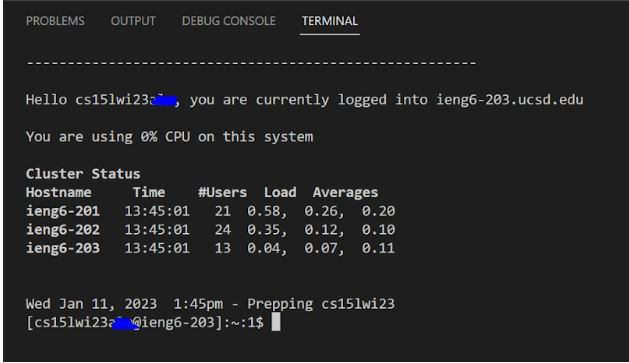 PROBLEMS OUTPUT DEBUG CONSOLE TERMINAL
-------------------------------------------------------
Hello cs15lwi23a, you are currently logged into ieng6-203.ucsd.edu
You are using 0% CPU on this system
Cluster Status
Hostname Time #Users Load Averages
ieng6-201 13:45:01 21 0.58, 0.26, 0.20
ieng6-202 13:45:01 24 0.35, 0.12, 0.10
ieng6-203 13:45:01 13 0.04, 0.07, 0.11
Wed Jan 11, 2023 1:45pm - Prepping cs15lwi23
[cs15lwi23a@ieng6-203]:~:1$